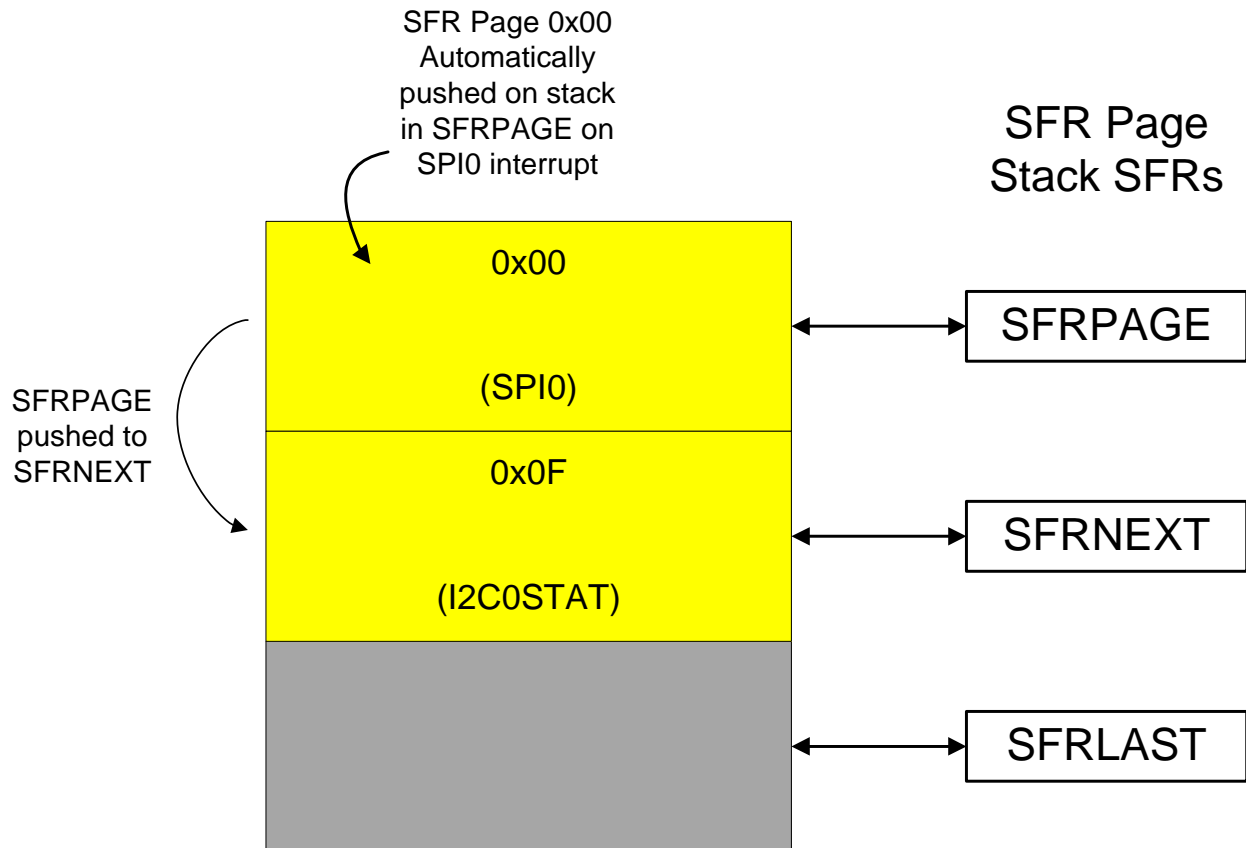 SFR Page 0x00
Automatically
pushed on stack
in SFRPAGE on
SPI0 interrupt
SFR Page
Stack SFRs
0x00
(SPI0)
SFRPAGE
SFRPAGE
pushed to
SFRNEXT
0x0F
(I2C0STAT)
SFRNEXT
SFRLAST